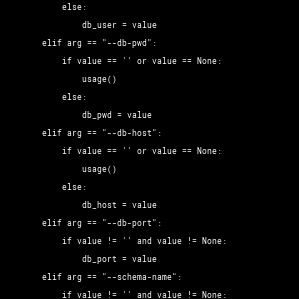 else:
db_user = value
elif arg == "--db-pwd":
if value == '' or value == None:
usage()
else:
db_pwd = value
elif arg == "--db-host":
if value == '' or value == None:
usage()
else:
db_host = value
elif arg == "--db-port":
if value != '' and value != None:
db_port = value
elif arg == "--schema-name":
if value != '' and value != None: